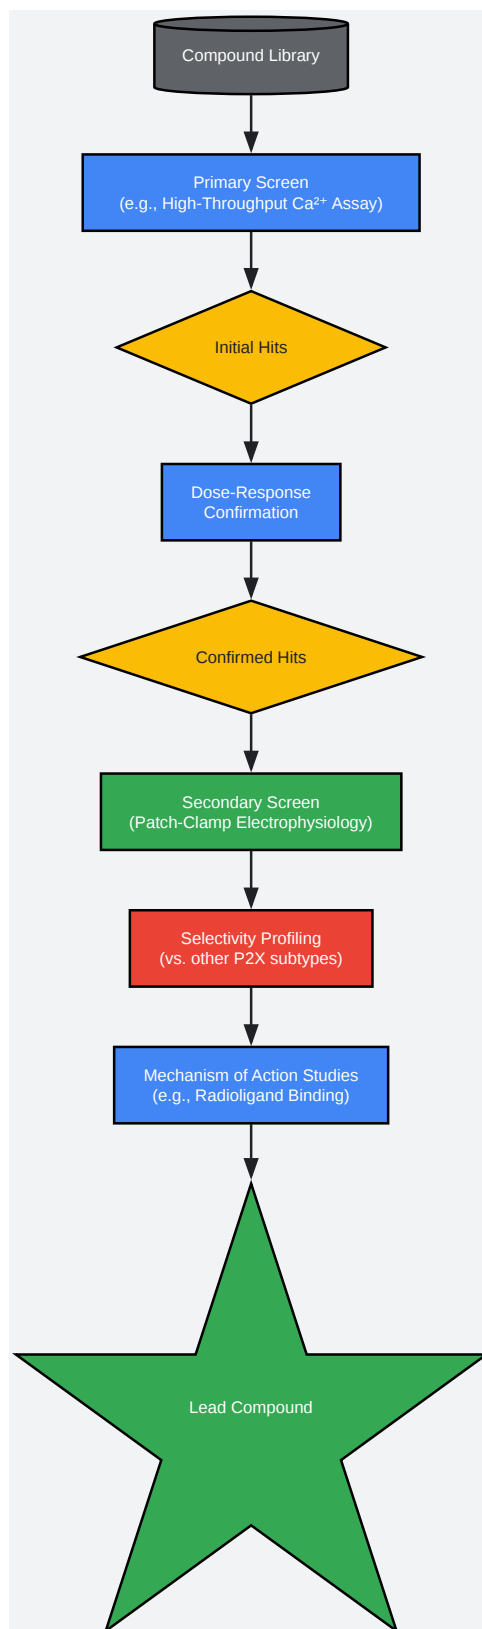 Compound Library
Primary Screen
(e.g., High-Throughput Ca²⁺ Assay)
Initial Hits
Dose-Response
Confirmation
Confirmed Hits
Secondary Screen
(Patch-Clamp Electrophysiology)
Selectivity Profiling
(vs. other P2X subtypes)
Mechanism of Action Studies
(e.g., Radioligand Binding)
Lead Compound